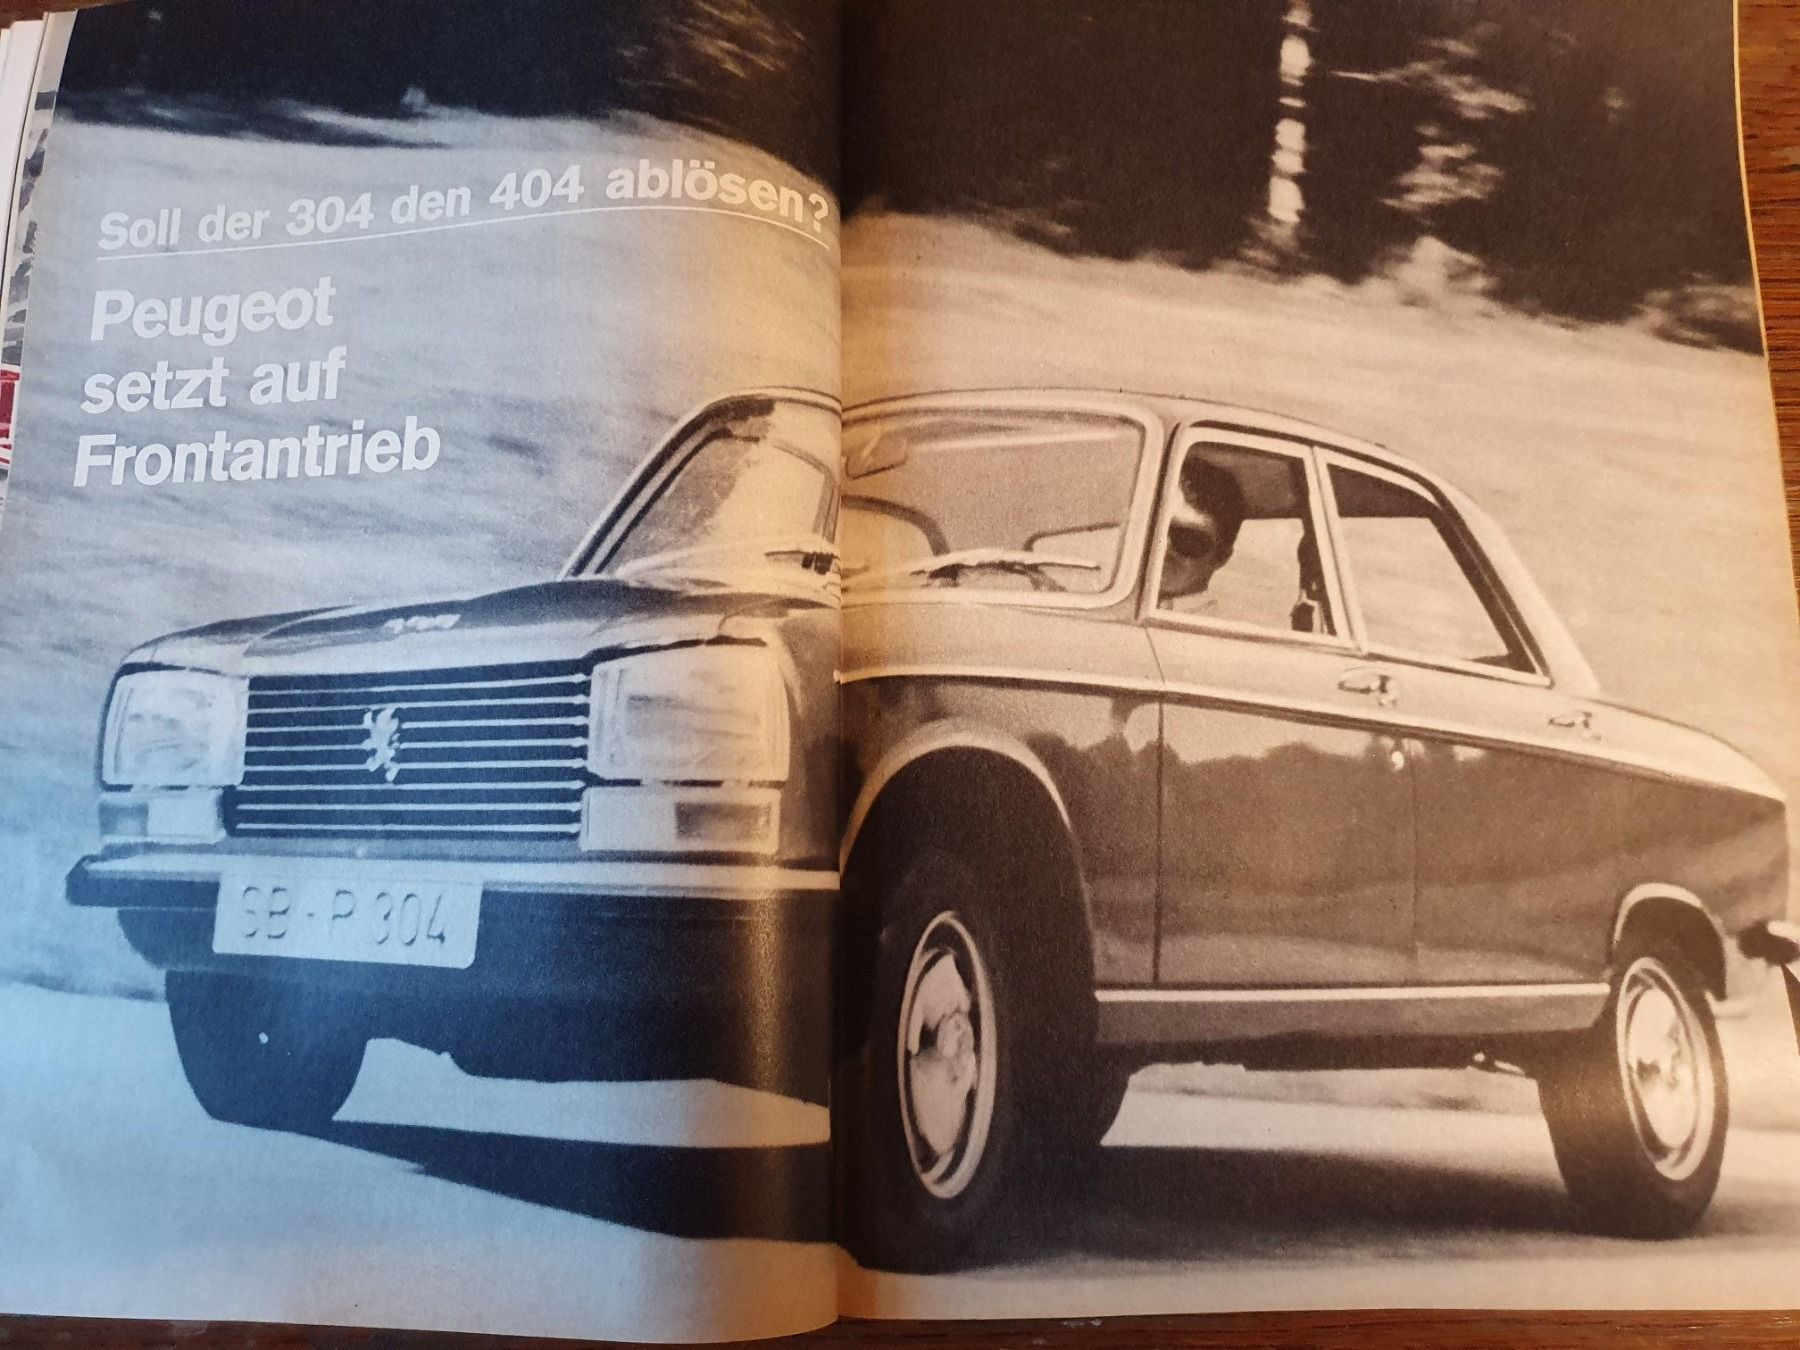 Soll der 304 den 404 ablösen?
Peugeot
setzt auf
Frontantrieb
SB-P 304